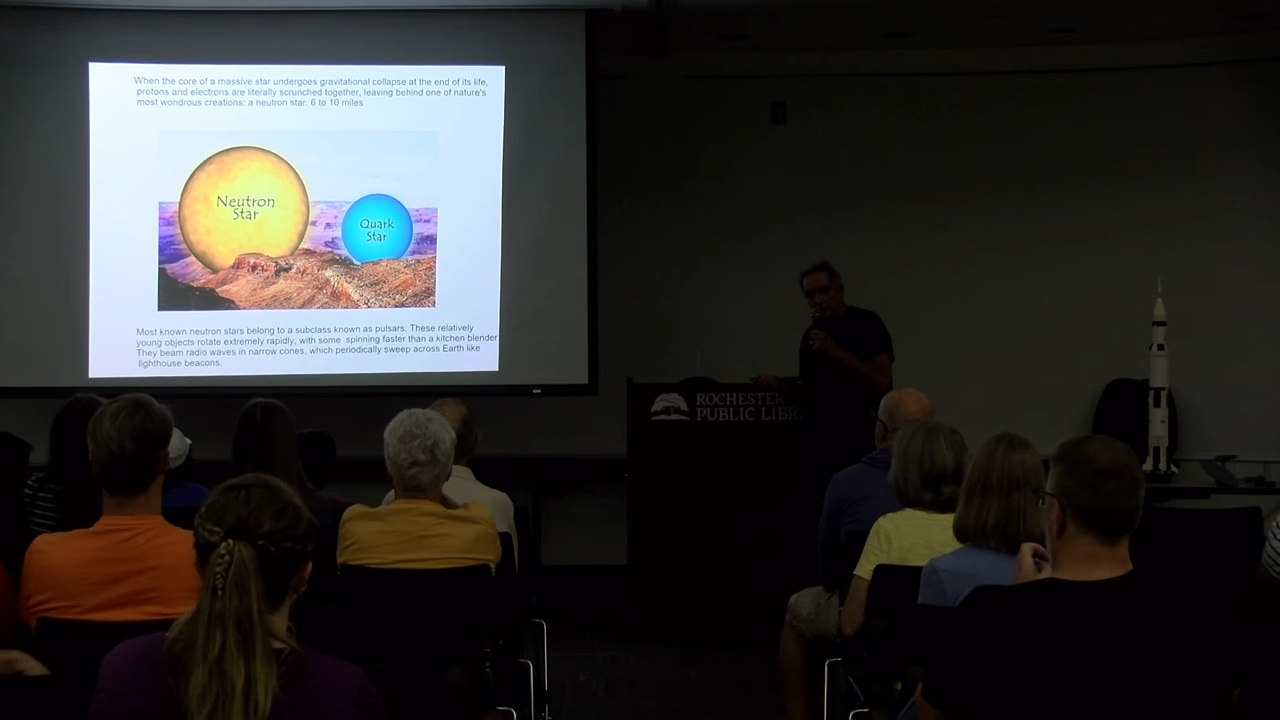 When the core of a massive star undergoes gravitational collapse at the end of its life,
protons and electrons are literally scrunched together, leaving behind one of nature's
most wondrous creations: a neutron star. 6 to 10 miles
Neutron
Star
Quark
Star
Most known neutron stars belong to a subclass known as pulsars. These relatively
young objects rotate extremely rapidly, with some spinning faster than a kitchen blender
They beam radio waves in narrow cones, which periodically sweep across Earth like
lighthouse beacons.
ROCHESTER
PUBLIC LIBRA